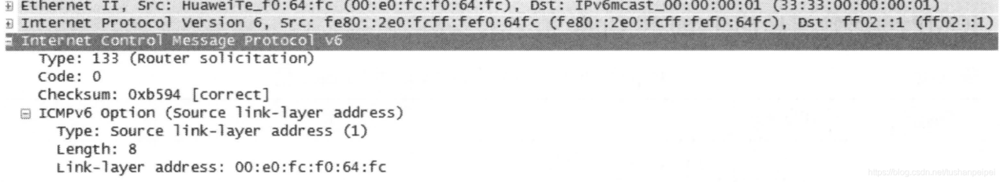 Ethernet II, Src: HuaweiTe_f0:64:fc (00:e0:fc:f0:64:fc), Dst: IPv6mcast_00:00:00:01 (33:33:00:00:00:01)
Internet Protocol Version 6, Src: fe80::2e0:fcff:fef0:64fc (fe80::2e0:fcff:fef0:64fc), Dst: ff02::1 (ff02::1)
Internet Control Message Protocol v6
Type: 133 (Router solicitation)
Code: 0
Checksum: 0xb594 [correct]
ICMPv6 Option (Source link-layer address)
Type: Source link-layer address (1)
Length: 8
Link-layer address: 00:e0:fc:f0:64:fc
https://blog.csdn.net/tushanpeipei